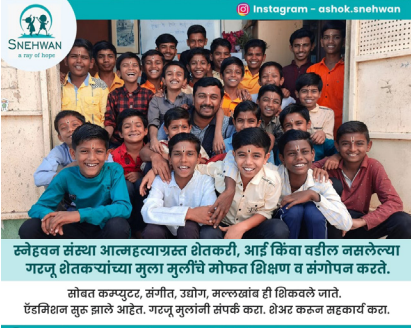 Instagram - ashok.snehwan
SNEHWAN
a ray of hope
स्नेहवन संस्था आत्महत्याग्रस्त शेतकरी, आई किंवा वडील नसलेल्या
गरजू शेतकऱ्यांच्या मुला मुलींचे मोफत शिक्षण व संगोपन करते.
सोबत कम्प्युटर, संगीत, उद्योग, मल्लखांब ही शिकवले जाते.
ऍडमिशन सुरू झाले आहेत. गरजू मुलांनी संपर्क करा. शेअर करून सहकार्य करा.